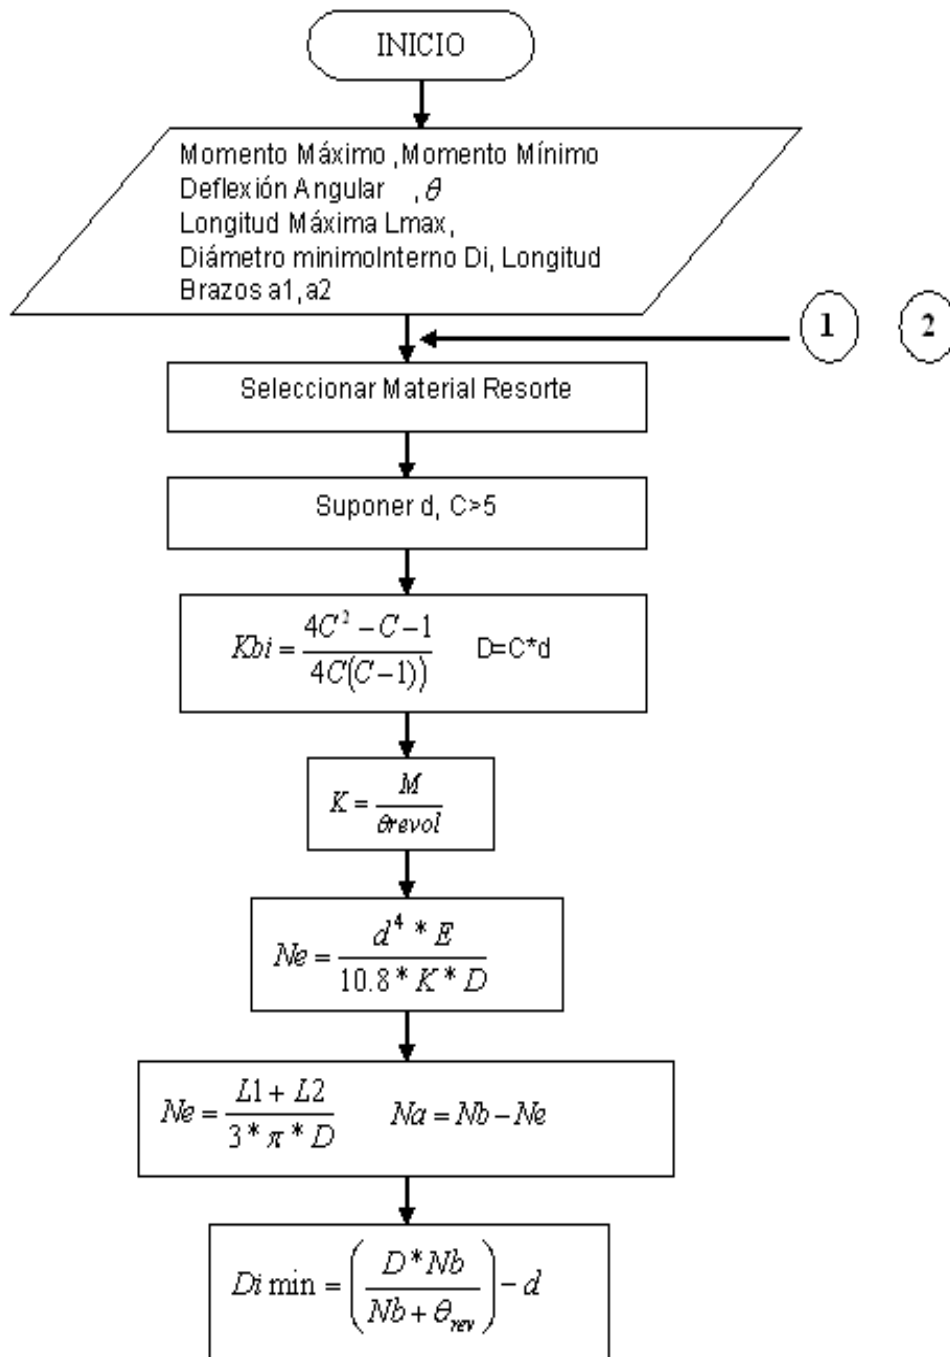 INICIO
Momento Máximo ,Momento Mínimo
Deflexión Angular , θ
Longitud Máxima Lmax,
Diámetro minimoInterno Di, Longitud
Brazos a1,a2
1 2
Seleccionar Material Resorte
Suponer d, C>5
Kbi = (4C² − C − 1) / (4C(C − 1)) D=C*d
K = M / θrevol
Ne = (d⁴ * E) / (10.8 * K * D)
Ne = (L1 + L2) / (3 * π * D) Na = Nb − Ne
Di min = ((D * Nb) / (Nb + θrev)) − d